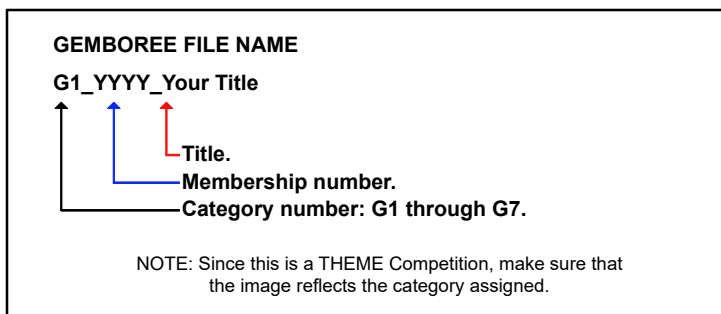 GEMBOREE FILE NAME
G1_YYYY_Your Title
Title.
Membership number.
Category number: G1 through G7.
NOTE: Since this is a THEME Competition, make sure that
the image reflects the category assigned.